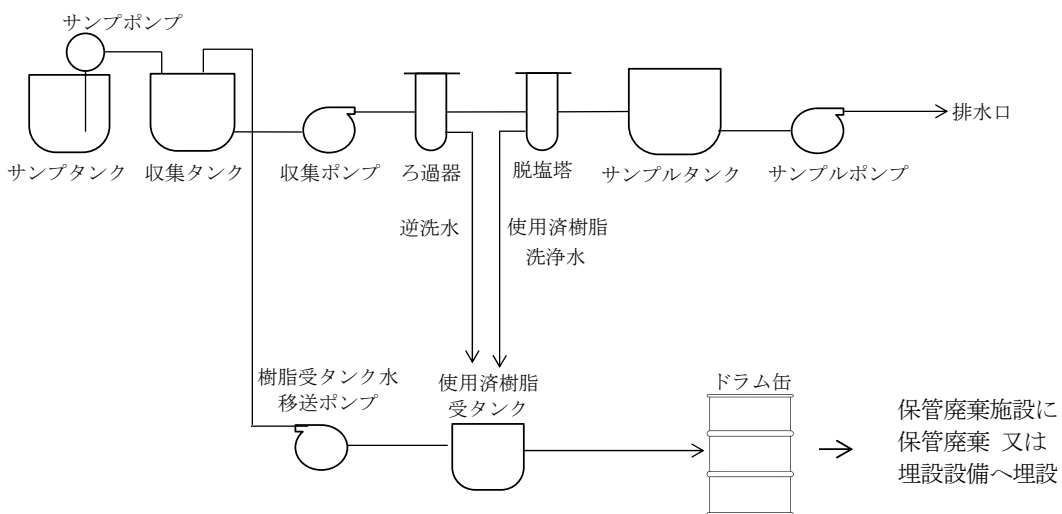 サンプポンプ
排水口
サンプタンク
収集タンク
収集ポンプ
ろ過器
脱塩塔
サンプルタンク
サンプルポンプ
逆洗水
使用済樹脂
洗浄水
樹脂受タンク水
移送ポンプ
使用済樹脂
受タンク
ドラム缶
保管廃棄施設に
保管廃棄 又は
埋設設備へ埋設